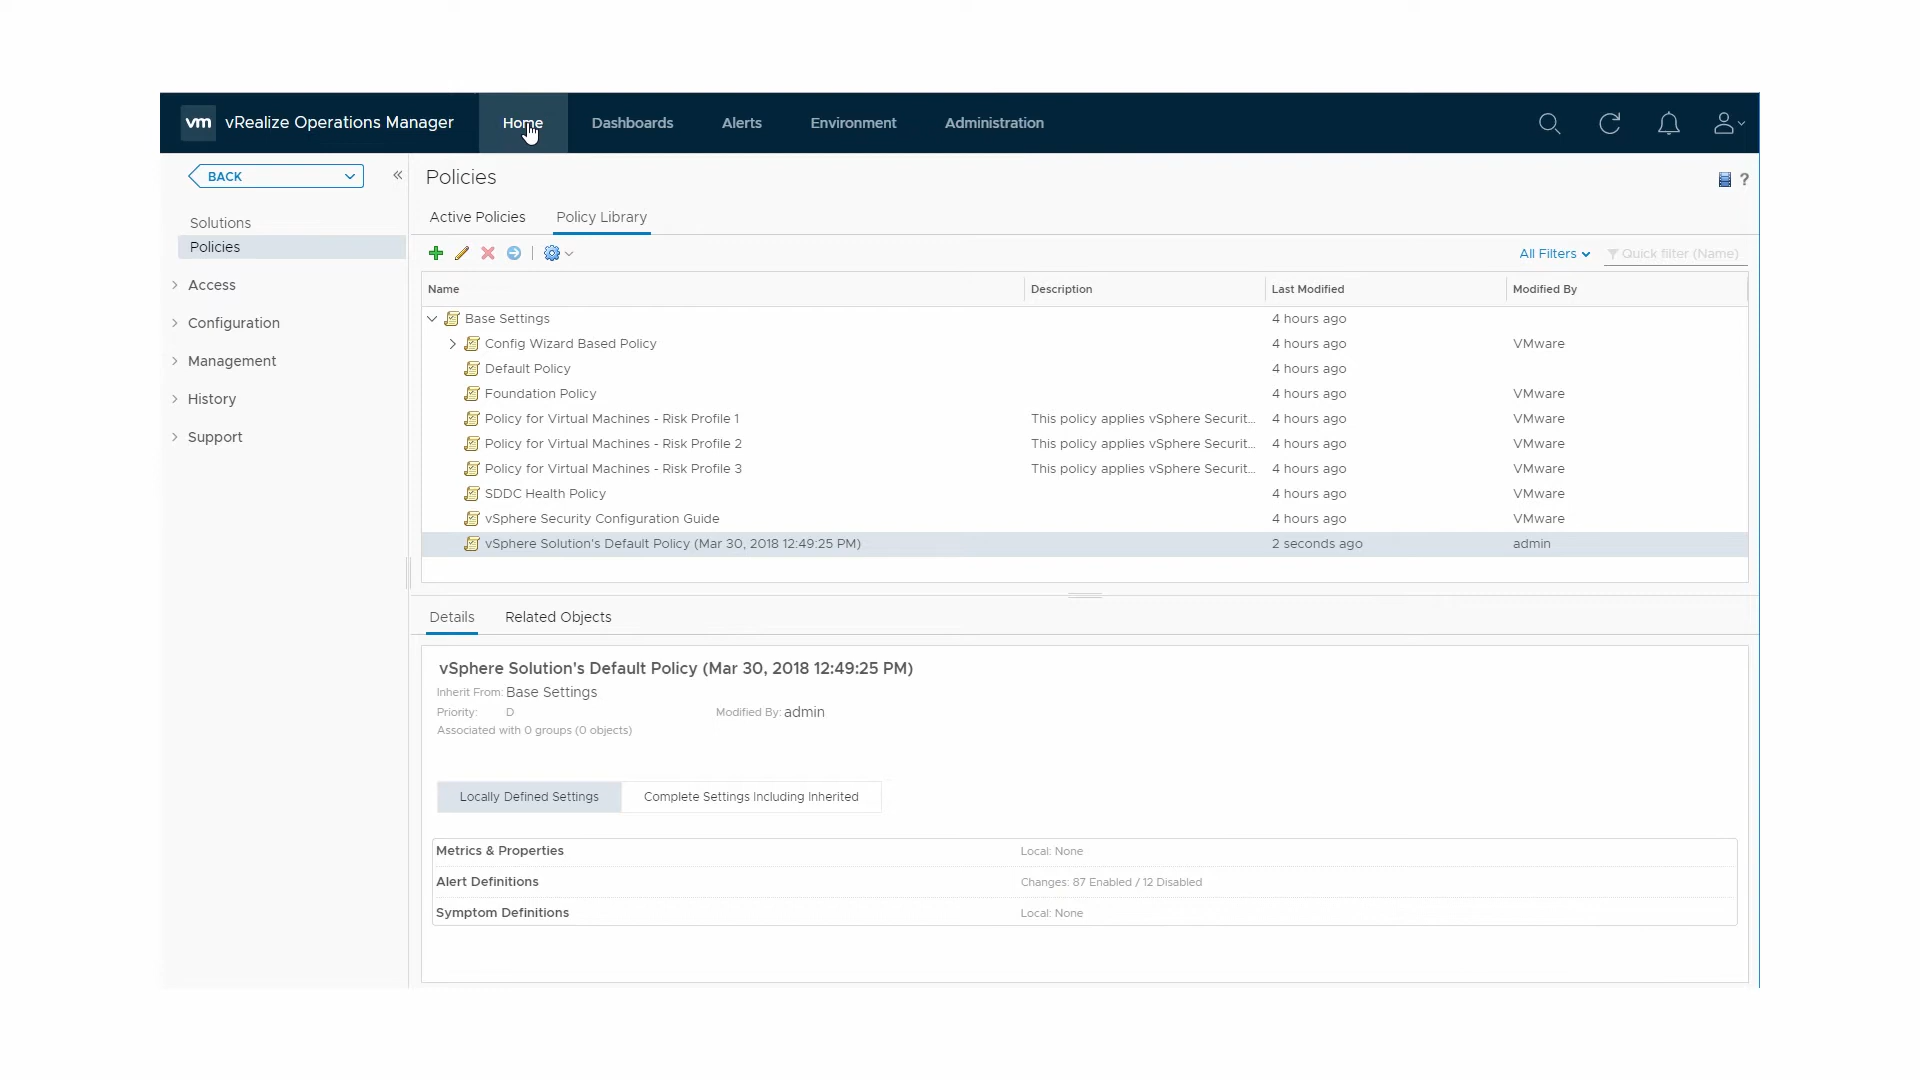 vm vRealize Operations Manager Home Dashboards Alerts Environment Administration
BACK
Solutions
Policies
Access
Configuration
Management
History
Support
Policies
?
Active Policies Policy Library
All Filters Quick filter (Name)
Name Description Last Modified Modified By
Base Settings 4 hours ago
Config Wizard Based Policy 4 hours ago VMware
Default Policy 4 hours ago
Foundation Policy 4 hours ago VMware
Policy for Virtual Machines - Risk Profile 1 This policy applies vSphere Securit... 4 hours ago VMware
Policy for Virtual Machines - Risk Profile 2 This policy applies vSphere Securit... 4 hours ago VMware
Policy for Virtual Machines - Risk Profile 3 This policy applies vSphere Securit... 4 hours ago VMware
SDDC Health Policy 4 hours ago VMware
vSphere Security Configuration Guide 4 hours ago VMware
vSphere Solution's Default Policy (Mar 30, 2018 12:49:25 PM) 2 seconds ago admin
Details Related Objects
vSphere Solution's Default Policy (Mar 30, 2018 12:49:25 PM)
Inherit From: Base Settings
Priority: D Modified By: admin
Associated with 0 groups (0 objects)
Locally Defined Settings Complete Settings Including Inherited
Metrics & Properties Local: None
Alert Definitions Changes: 87 Enabled / 12 Disabled
Symptom Definitions Local: None